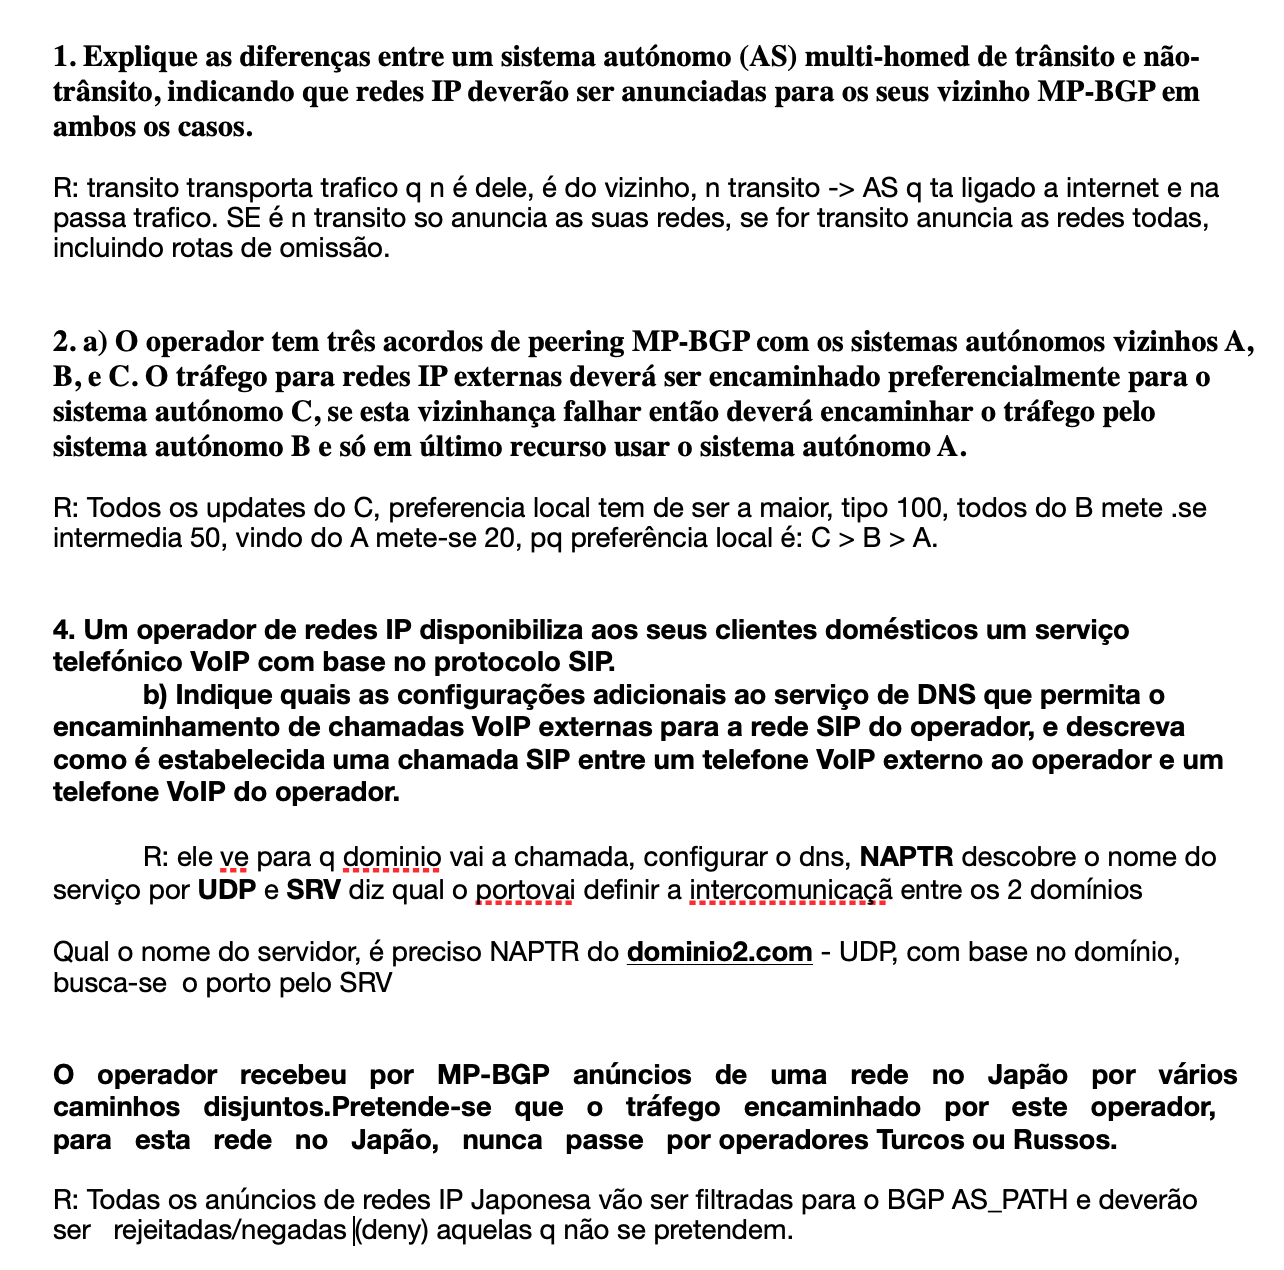 1. Explique as diferenças entre um sistema autónomo (AS) multi-homed de trânsito e não-
trânsito, indicando que redes IP deverão ser anunciadas para os seus vizinho MP-BGP em
ambos os casos.
R: transito transporta trafico q n é dele, é do vizinho, n transito -> AS q ta ligado a internet e na
passa trafico. SE é n transito so anuncia as suas redes, se for transito anuncia as redes todas,
incluindo rotas de omissão.
2. a) O operador tem três acordos de peering MP-BGP com os sistemas autónomos vizinhos A,
B, e C. O tráfego para redes IP externas deverá ser encaminhado preferencialmente para o
sistema autónomo C, se esta vizinhança falhar então deverá encaminhar o tráfego pelo
sistema autónomo B e só em último recurso usar o sistema autónomo A.
R: Todos os updates do C, preferencia local tem de ser a maior, tipo 100, todos do B mete .se
intermedia 50, vindo do A mete-se 20, pq preferência local é: C > B > A.
4. Um operador de redes IP disponibiliza aos seus clientes domésticos um serviço
telefónico VoIP com base no protocolo SIP.
b) Indique quais as configurações adicionais ao serviço de DNS que permita o
encaminhamento de chamadas VoIP externas para a rede SIP do operador, e descreva
como é estabelecida uma chamada SIP entre um telefone VoIP externo ao operador e um
telefone VoIP do operador.
R: ele ve para q dominio vai a chamada, configurar o dns, NAPTR descobre o nome do
serviço por UDP e SRV diz qual o portovai definir a intercomunicaçã entre os 2 domínios
Qual o nome do servidor, é preciso NAPTR do dominio2.com - UDP, com base no domínio,
busca-se  o porto pelo SRV
O operador recebeu por MP-BGP anúncios de uma rede no Japão por vários
caminhos disjuntos.Pretende-se que o tráfego encaminhado por este operador,
para esta rede no Japão, nunca passe por operadores Turcos ou Russos.
R: Todas os anúncios de redes IP Japonesa vão ser filtradas para o BGP AS_PATH e deverão
ser rejeitadas/negadas (deny) aquelas q não se pretendem.